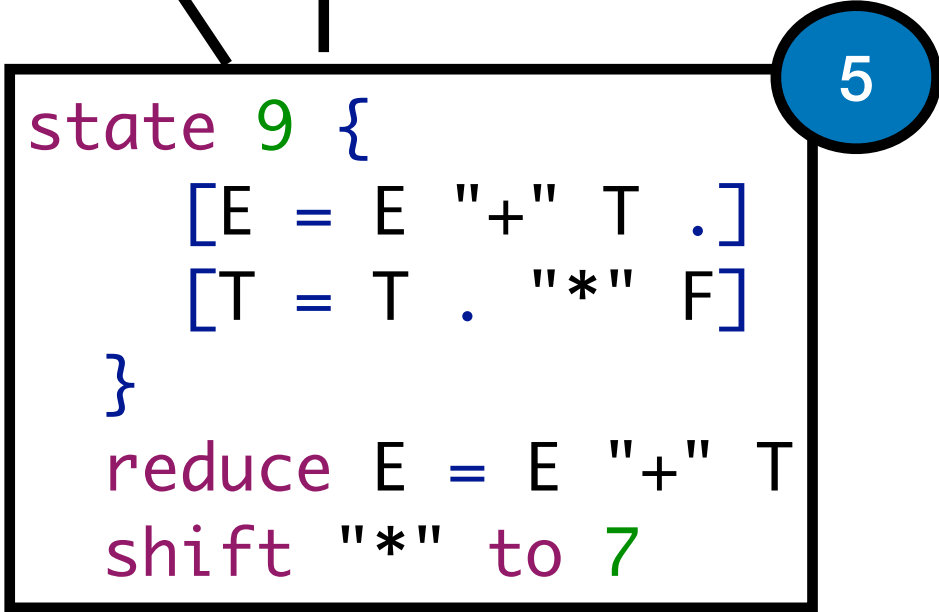 5
state 9 {
[E = E "+" T .]
[T = T . "*" F]
}
reduce E = E "+" T
shift "*" to 7